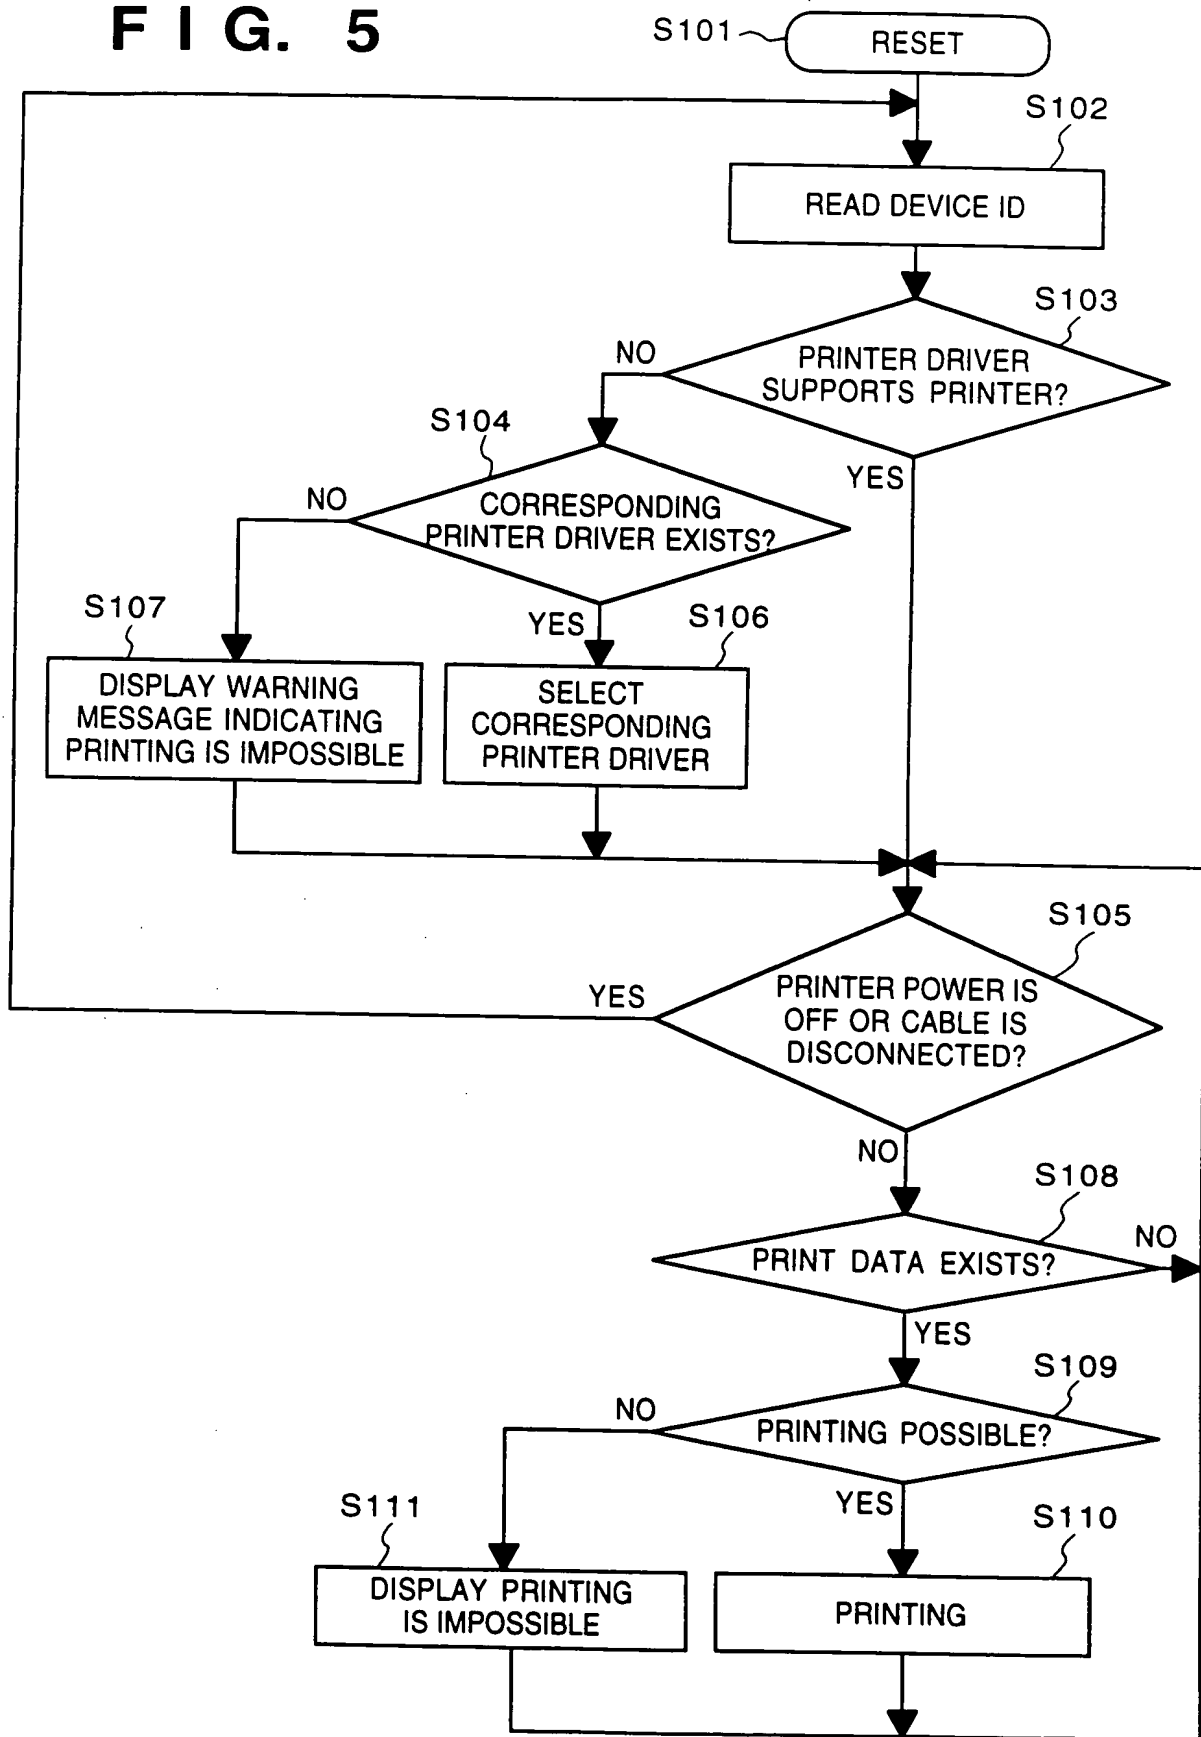 FIG. 5
S101
RESET
S102
READ DEVICE ID
S103
PRINTER DRIVER
SUPPORTS PRINTER?
NO
YES
S104
CORRESPONDING
PRINTER DRIVER EXISTS?
NO
YES
S107
DISPLAY WARNING
MESSAGE INDICATING
PRINTING IS IMPOSSIBLE
S106
SELECT
CORRESPONDING
PRINTER DRIVER
S105
PRINTER POWER IS
OFF OR CABLE IS
DISCONNECTED?
YES
NO
S108
PRINT DATA EXISTS?
NO
YES
S109
PRINTING POSSIBLE?
NO
YES
S111
DISPLAY PRINTING
IS IMPOSSIBLE
S110
PRINTING